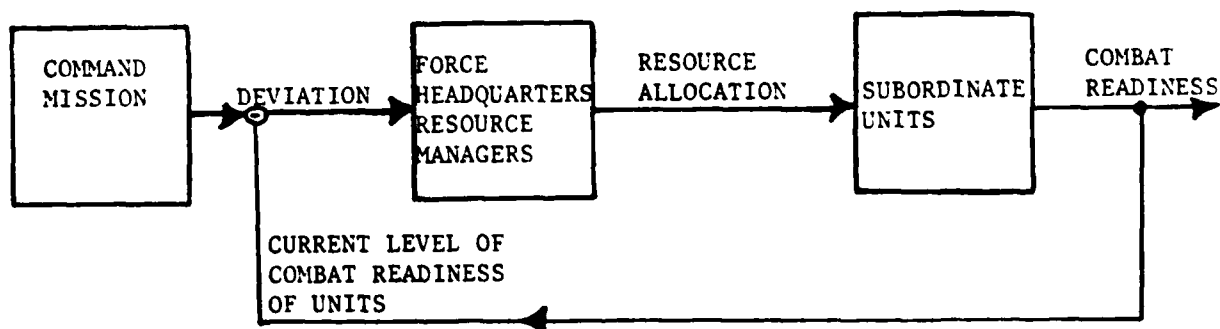 COMMAND
MISSION
DEVIATION
FORCE
HEADQUARTERS
RESOURCE
MANAGERS
RESOURCE
ALLOCATION
SUBORDINATE
UNITS
COMBAT
READINESS
CURRENT LEVEL OF
COMBAT READINESS
OF UNITS